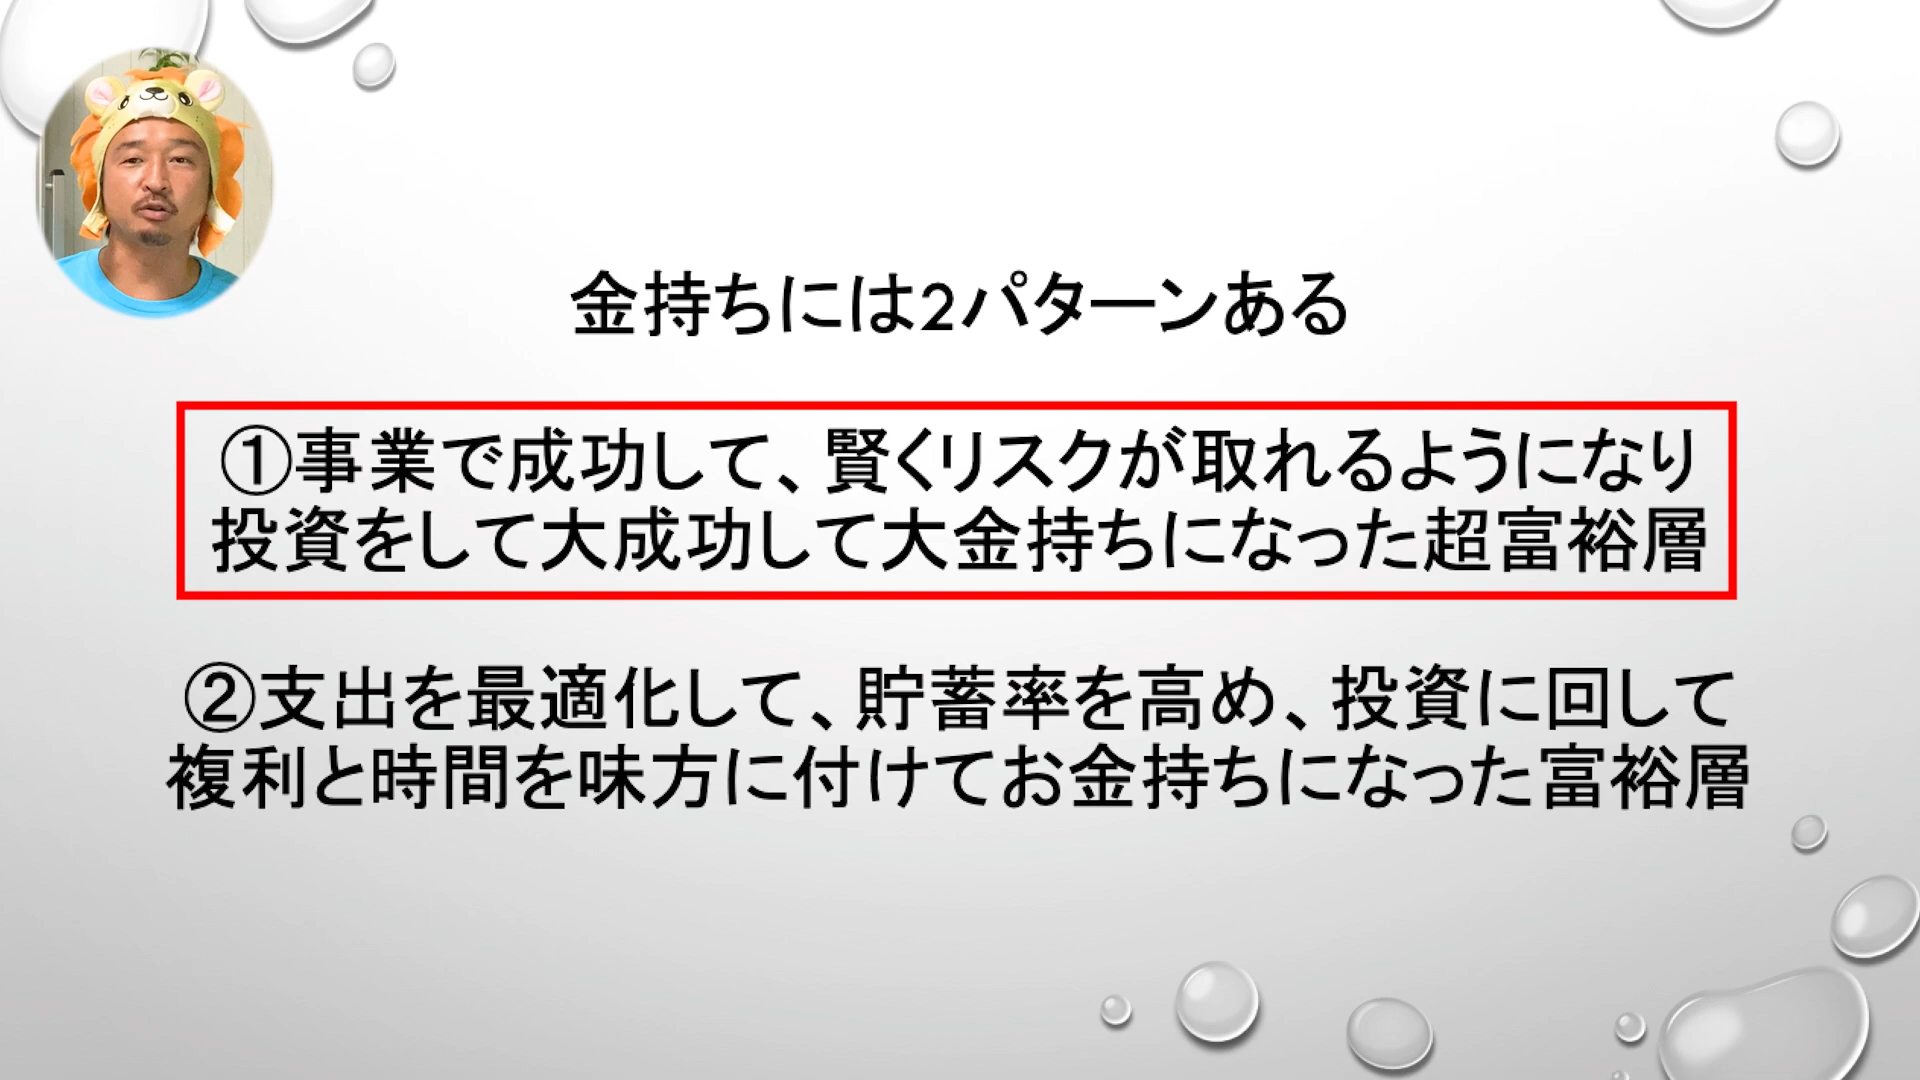 金持ちには2パターンある
①事業で成功して、賢くリスクが取れるようになり
投資をして大成功して大金持ちになった超富裕層
②支出を最適化して、貯蓄率を高め、投資に回して
複利と時間を味方に付けてお金持ちになった富裕層